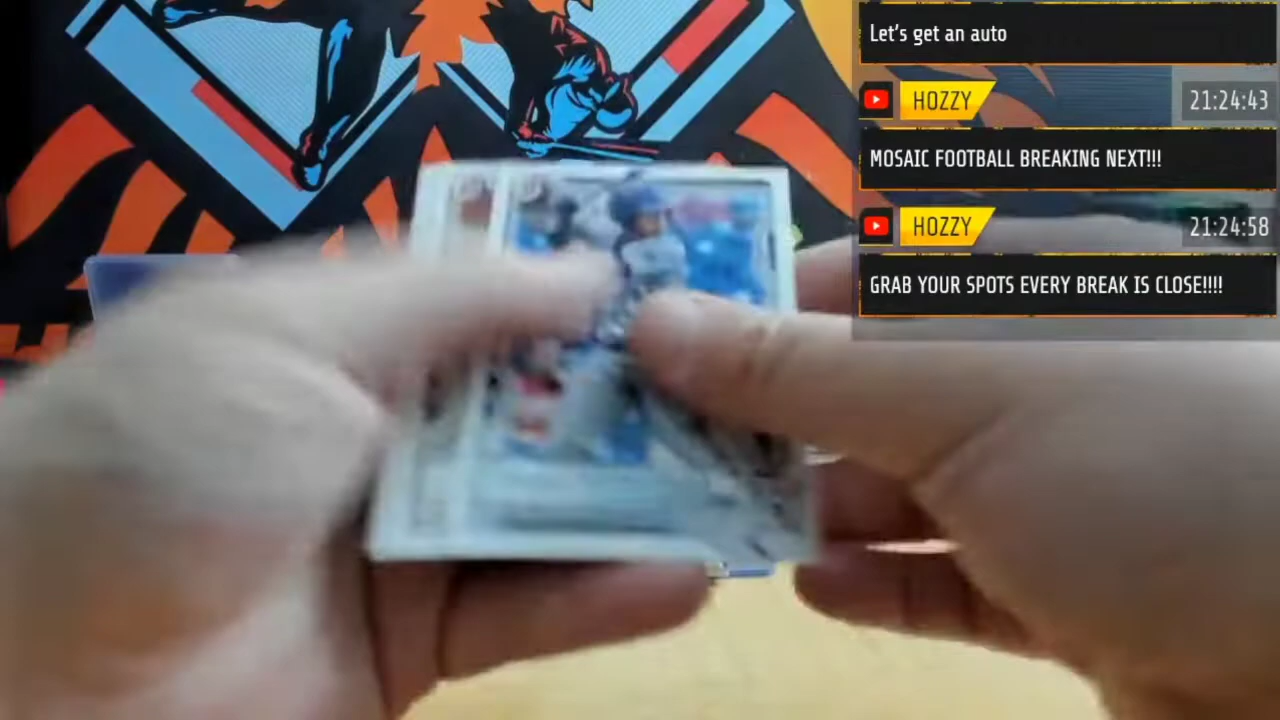 Let's get an auto
HOZZY
21:24:43
MOSAIC FOOTBALL BREAKING NEXT!!!
HOZZY
21:24:58
GRAB YOUR SPOTS EVERY BREAK IS CLOSE!!!!